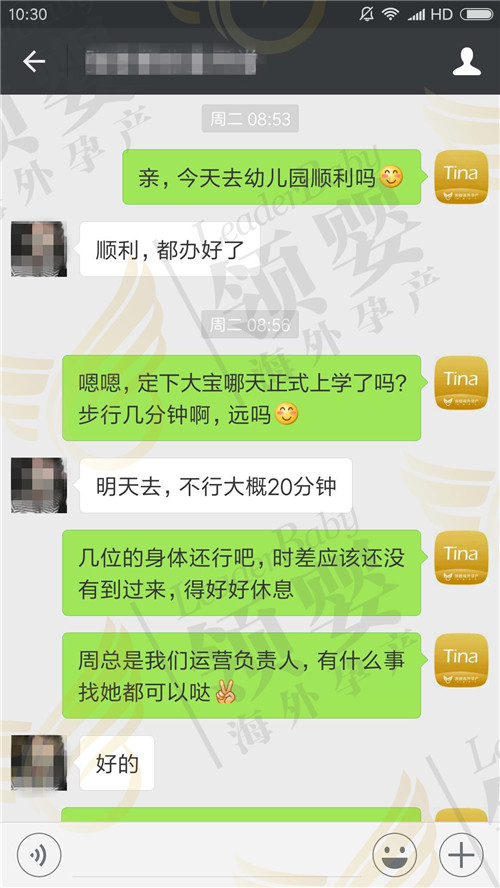 10:30 HD
周二 08:53
亲，今天去幼儿园顺利吗
Tina
顺利，都办好了
周二 08:56
嗯嗯，定下大宝哪天正式上学了吗？
步行几分钟啊，远吗
Tina
明天去，不行大概20分钟
几位的身体还行吧，时差应该还没
有到过来，得好好休息
Tina
周总是我们运营负责人，有什么事
找她都可以哒
Tina
好的
LeaderBaby
领婴
海外孕产